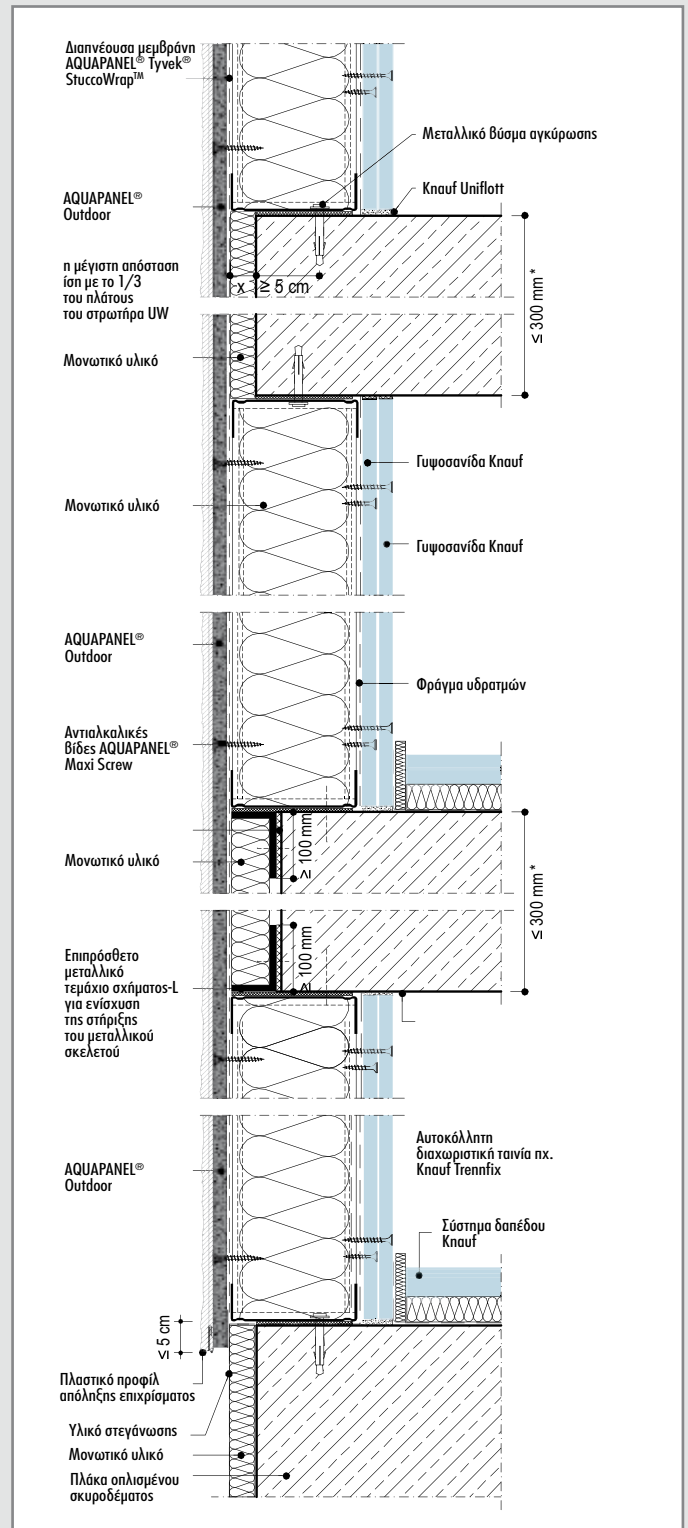 Διαπνέουσα μεμβράνη
AQUAPANEL® Tyvek®
StuccoWrap™
Μεταλλικό βύσμα αγκύρωσης
AQUAPANEL®
Outdoor
Knauf Uniflott
η μέγιστη απόσταση
ίση με το 1/3
του πλάτους
του στρωτήρα UW
x
≥ 5 cm
≤ 300 mm*
Μονωτικό υλικό
Γυψοσανίδα Knauf
Μονωτικό υλικό
Γυψοσανίδα Knauf
AQUAPANEL®
Outdoor
Φράγμα υδρατμών
Αντιαλκαλικές
βίδες AQUAPANEL®
Maxi Screw
≥ 100 mm
Μονωτικό υλικό
≤ 300 mm*
≥ 100 mm
Επιπρόσθετο
μεταλλικό
τεμάχιο σχήματος-L
για ενίσχυση
της στήριξης
του μεταλλικού
σκελετού
Αυτοκόλλητη
διαχωριστική ταινία πχ.
Knauf Trennfix
AQUAPANEL®
Outdoor
Σύστημα δαπέδου
Knauf
≤ 5 cm
Πλαστικό προφίλ
απόληξης επιχρίσματος
Υλικό στεγάνωσης
Μονωτικό υλικό
Πλάκα οπλισμένου
σκυροδέματος